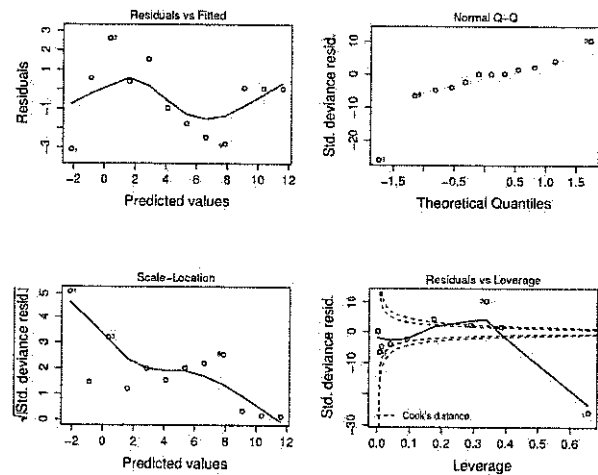 Residuals vs Fitted
Residuals
3
1
-1
-3
-2 0 2 4 6 8 10 12
Predicted values
Normal Q-Q
Std. deviance resid.
10
0
-10
-25
-1.5 -0.5 0.5 1.5
Theoretical Quantiles
Scale-Location
√|Std. deviance resid.|
5
4
3
2
1
0
-2 0 2 4 6 8 10 12
Predicted values
Residuals vs Leverage
Std. deviance resid.
10
0
-10
-30
Cook's distance
0.0 0.1 0.2 0.3 0.4 0.5 0.6
Leverage